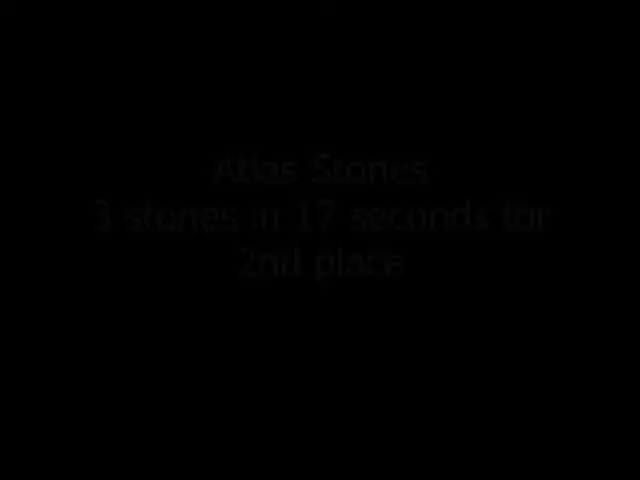 Atlas Stones
3 stones in 17 seconds for
2nd place